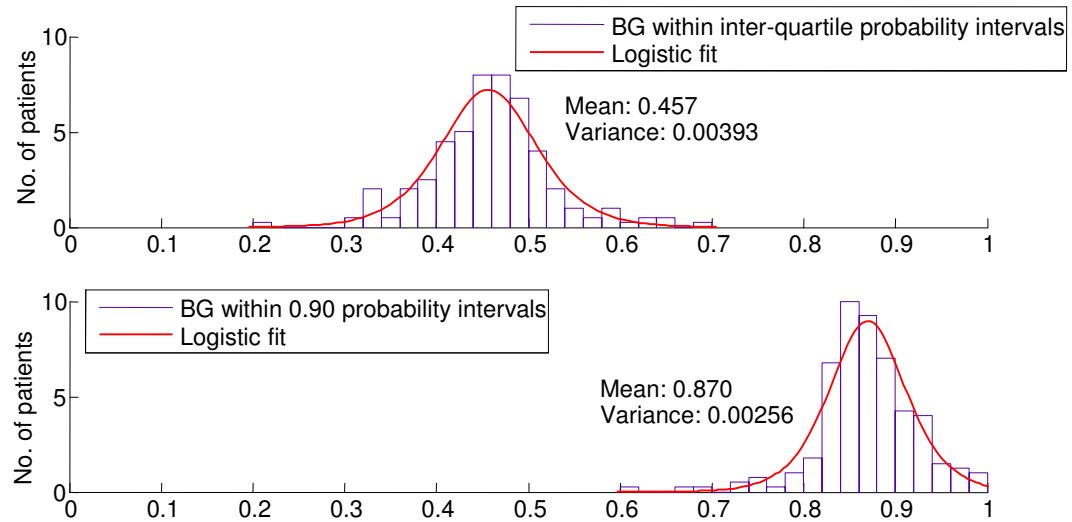 BG within inter-quartile probability intervals
Logistic fit
Mean: 0.457
Variance: 0.00393
No. of patients
10
5
0
0 0.1 0.2 0.3 0.4 0.5 0.6 0.7 0.8 0.9 1
BG within 0.90 probability intervals
Logistic fit
Mean: 0.870
Variance: 0.00256
No. of patients
10
5
0
0 0.1 0.2 0.3 0.4 0.5 0.6 0.7 0.8 0.9 1